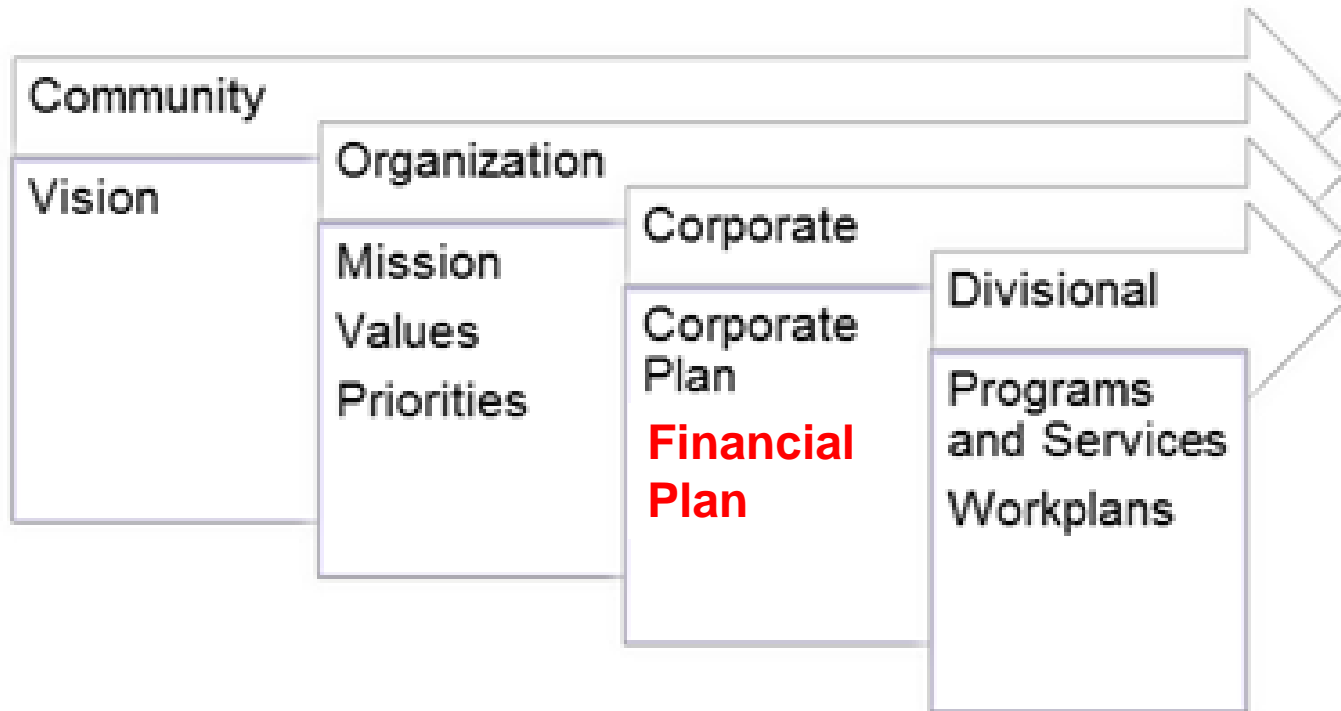 Community
Vision
Organization
Mission
Values
Priorities
Corporate
Corporate
Plan
Financial
Plan
Divisional
Programs
and Services
Workplans